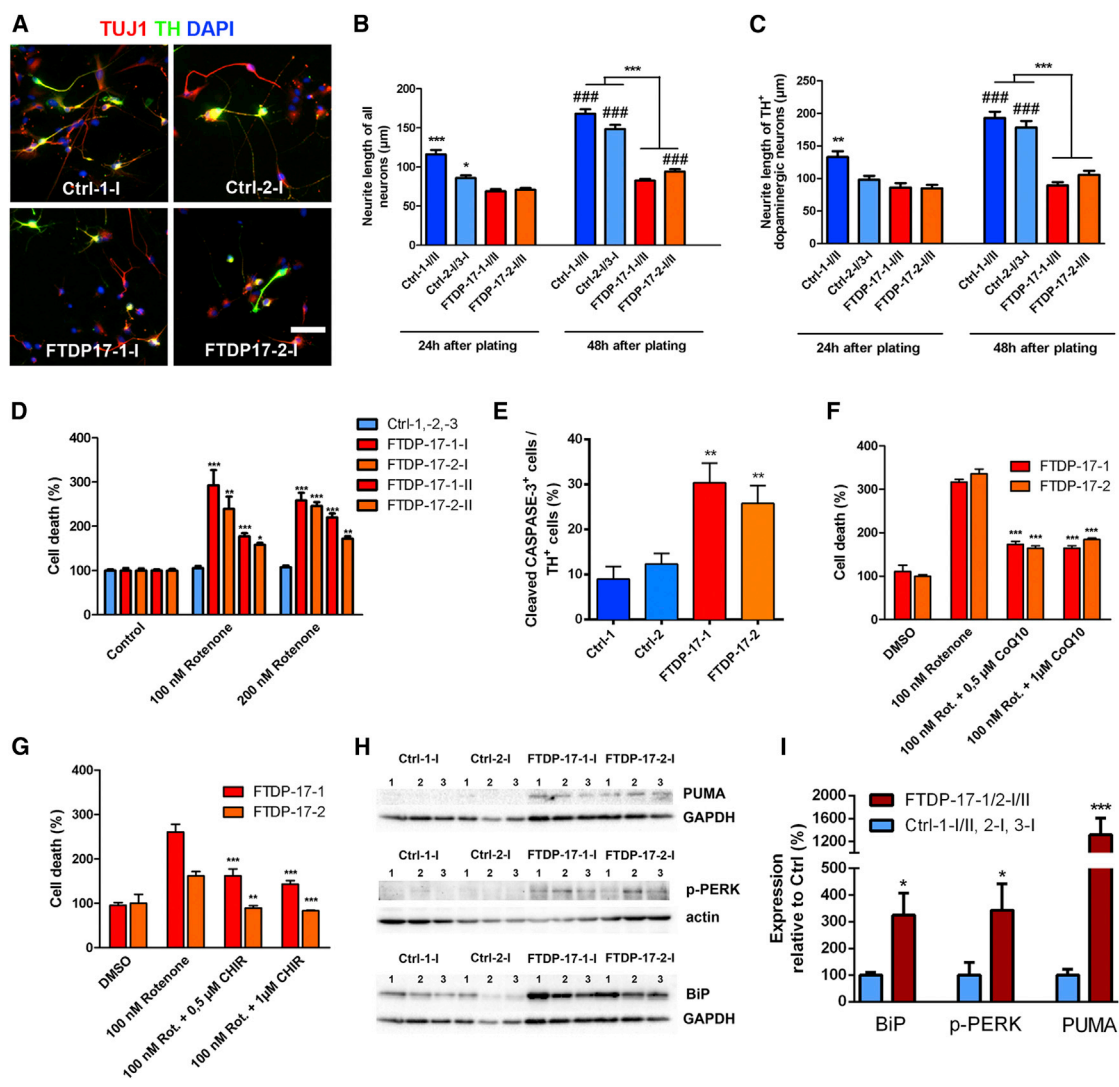 A
TUJ1 TH DAPI
Ctrl-1-I
Ctrl-2-I
FTDP17-1-I
FTDP17-2-I
B
Neurite length of all
neurons (µm)
200
150
100
50
0
***
*
###
###
***
###
Ctrl-1-I/II
Ctrl-2-I/3-I
FTDP-17-1-I/II
FTDP-17-2-I/II
Ctrl-1-I/II
Ctrl-2-I/3-I
FTDP-17-1-I/II
FTDP-17-2-I/II
24h after plating
48h after plating
C
Neurite length of TH⁺
dopaminergic neurons (µm)
250
200
150
100
50
0
**
###
###
***
Ctrl-1-I/II
Ctrl-2-I/3-I
FTDP-17-1-I/II
FTDP-17-2-I/II
Ctrl-1-I/II
Ctrl-2-I/3-I
FTDP-17-1-I/II
FTDP-17-2-I/II
24h after plating
48h after plating
D
Cell death (%)
400
300
200
100
0
***
**
***
*
***
***
***
**
Control
100 nM Rotenone
200 nM Rotenone
Ctrl-1,-2,-3
FTDP-17-1-I
FTDP-17-2-I
FTDP-17-1-II
FTDP-17-2-II
E
Cleaved CASPASE-3⁺ cells /
TH⁺ cells (%)
40
30
20
10
0
**
**
Ctrl-1
Ctrl-2
FTDP-17-1
FTDP-17-2
F
Cell death (%)
400
300
200
100
0
FTDP-17-1
FTDP-17-2
***
***
***
***
DMSO
100 nM Rotenone
100 nM Rot. + 0,5 µM CoQ10
100 nM Rot. + 1µM CoQ10
G
Cell death (%)
400
300
200
100
0
FTDP-17-1
FTDP-17-2
***
**
***
***
DMSO
100 nM Rotenone
100 nM Rot. + 0,5 µM CHIR
100 nM Rot. + 1µM CHIR
H
Ctrl-1-I Ctrl-2-I FTDP-17-1-I FTDP-17-2-I
1 2 3 1 2 3 1 2 3 1 2 3
PUMA
GAPDH
Ctrl-1-I Ctrl-2-I FTDP-17-1-I FTDP-17-2-I
1 2 3 1 2 3 1 2 3 1 2 3
p-PERK
actin
Ctrl-1-I Ctrl-2-I FTDP-17-1-I FTDP-17-2-I
1 2 3 1 2 3 1 2 3 1 2 3
BiP
GAPDH
I
Expression
relative to Ctrl (%)
2000
1600
1200
500
400
300
200
100
0
FTDP-17-1/2-I/II
Ctrl-1-I/II, 2-I, 3-I
*
*
***
BiP
p-PERK
PUMA